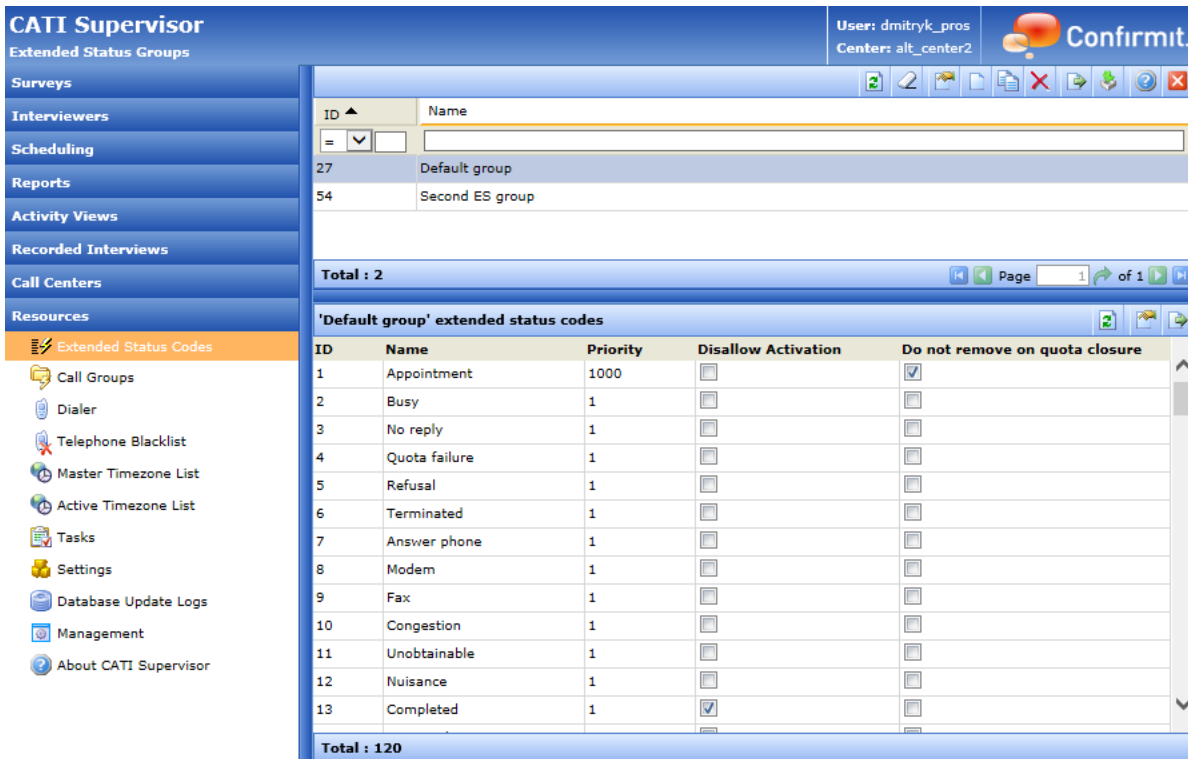 CATI Supervisor
Extended Status Groups
User: dmitryk_pros
Center: alt_center2
Confirmit.
Surveys
Interviewers
Scheduling
Reports
Activity Views
Recorded Interviews
Call Centers
Resources
Extended Status Codes
Call Groups
Dialer
Telephone Blacklist
Master Timezone List
Active Timezone List
Tasks
Settings
Database Update Logs
Management
About CATI Supervisor
ID Name
=
27 Default group
54 Second ES group
Total : 2
Page 1 of 1
'Default group' extended status codes
ID Name Priority Disallow Activation Do not remove on quota closure
1 Appointment 1000
2 Busy 1
3 No reply 1
4 Quota failure 1
5 Refusal 1
6 Terminated 1
7 Answer phone 1
8 Modem 1
9 Fax 1
10 Congestion 1
11 Unobtainable 1
12 Nuisance 1
13 Completed 1
Total : 120